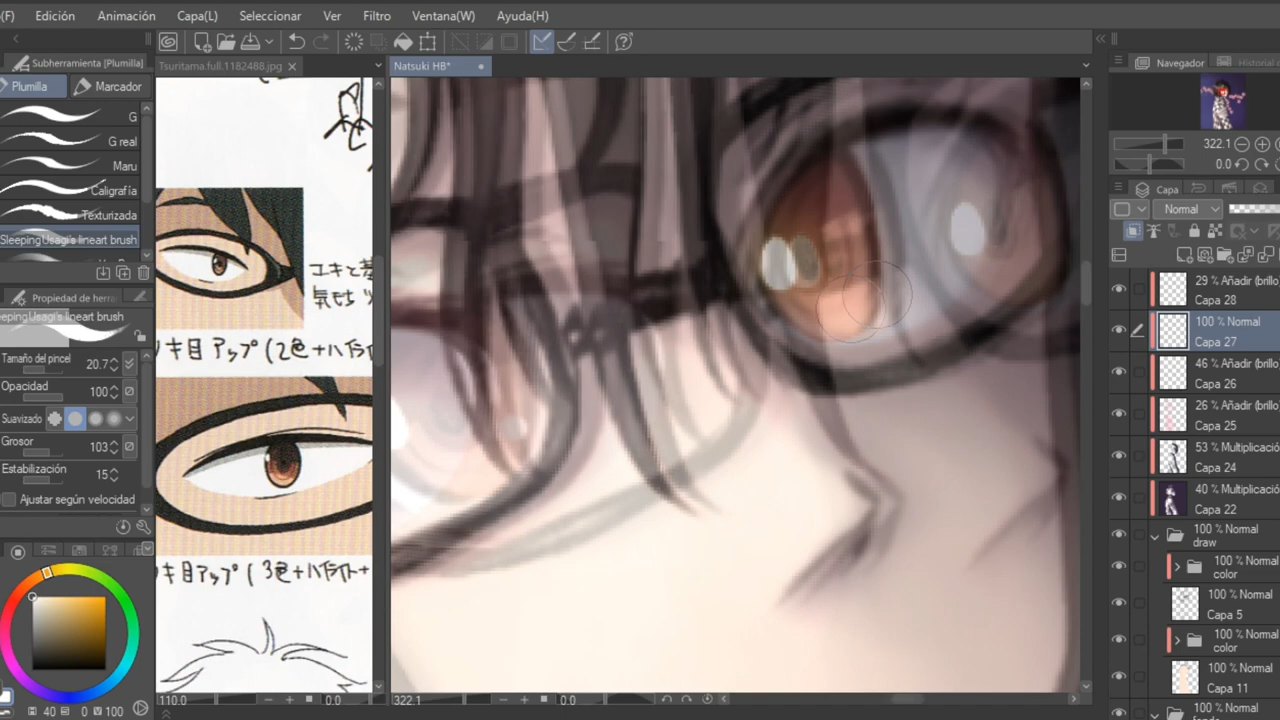 (F) Edición Animación Capa(L) Seleccionar Ver Filtro Ventana(W) Ayuda(H)
Subherramienta [Plumilla]
Plumilla Marcador
G
G real
Maru
Caligrafía
Texturizada
SleepingUsagi's lineart brush
Propiedad de herra
eepingUsagi's lineart brush
Tamaño del pincel 20.7
Opacidad 100
Suavizado
Grosor 103
Estabilización 15
Ajustar según velocidad
40 0 100
Tsuritama.full.1182488.jpg
キ目アップ(2色+ハイライト
キ目アップ(3色+ハイライト+
110.0 0.0
Natsuki HB*
322.1 0.0
Navegador Historial
322.1
0.0
Capa
Normal
29 % Añadir (brillo
Capa 28
100 % Normal
Capa 27
46 % Añadir (brillo
Capa 26
26 % Añadir (brillo
Capa 25
53 % Multiplicació
Capa 24
40 % Multiplicació
Capa 22
100 % Normal
draw
100 % Normal
color
100 % Normal
Capa 5
100 % Normal
color
100 % Normal
Capa 11
100 % Normal